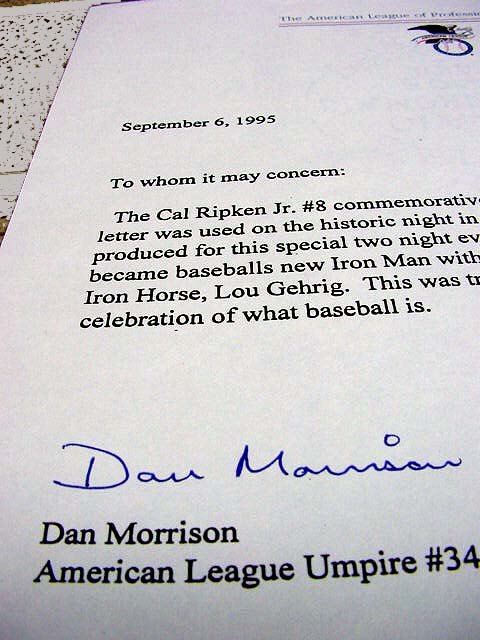 The American League of Professi
AMERICAN LEAGUE
September 6, 1995
To whom it may concern:
The Cal Ripken Jr. #8 commemorative
letter was used on the historic night in
produced for this special two night ev
became baseballs new Iron Man with
Iron Horse, Lou Gehrig. This was tr
celebration of what baseball is.
Dan Morrison
Dan Morrison
American League Umpire #34